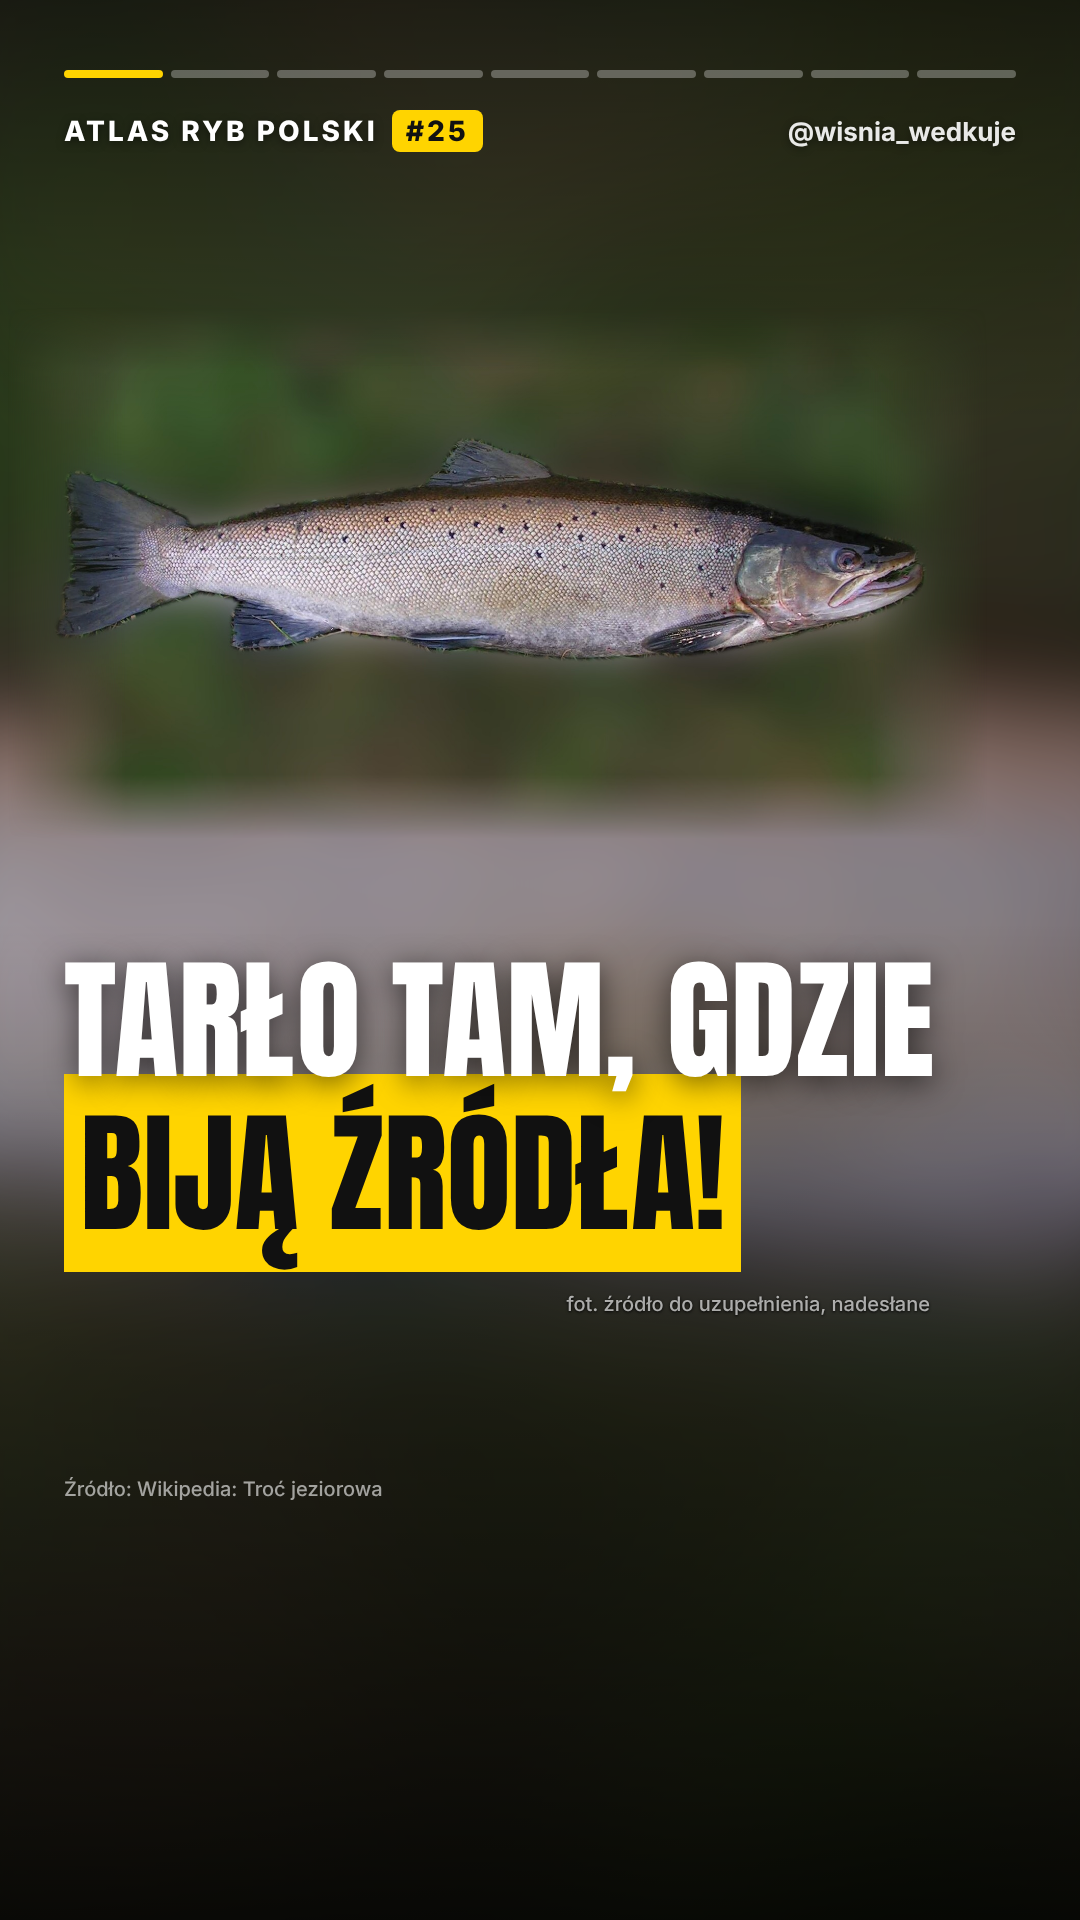 ATLAS RYB POLSKI #25
@wisnia_wedkuje
TARŁO TAM, GDZIE
BIJĄ ŹRÓDŁA!
fot. źródło do uzupełnienia, nadesłane
Źródło: Wikipedia: Troć jeziorowa